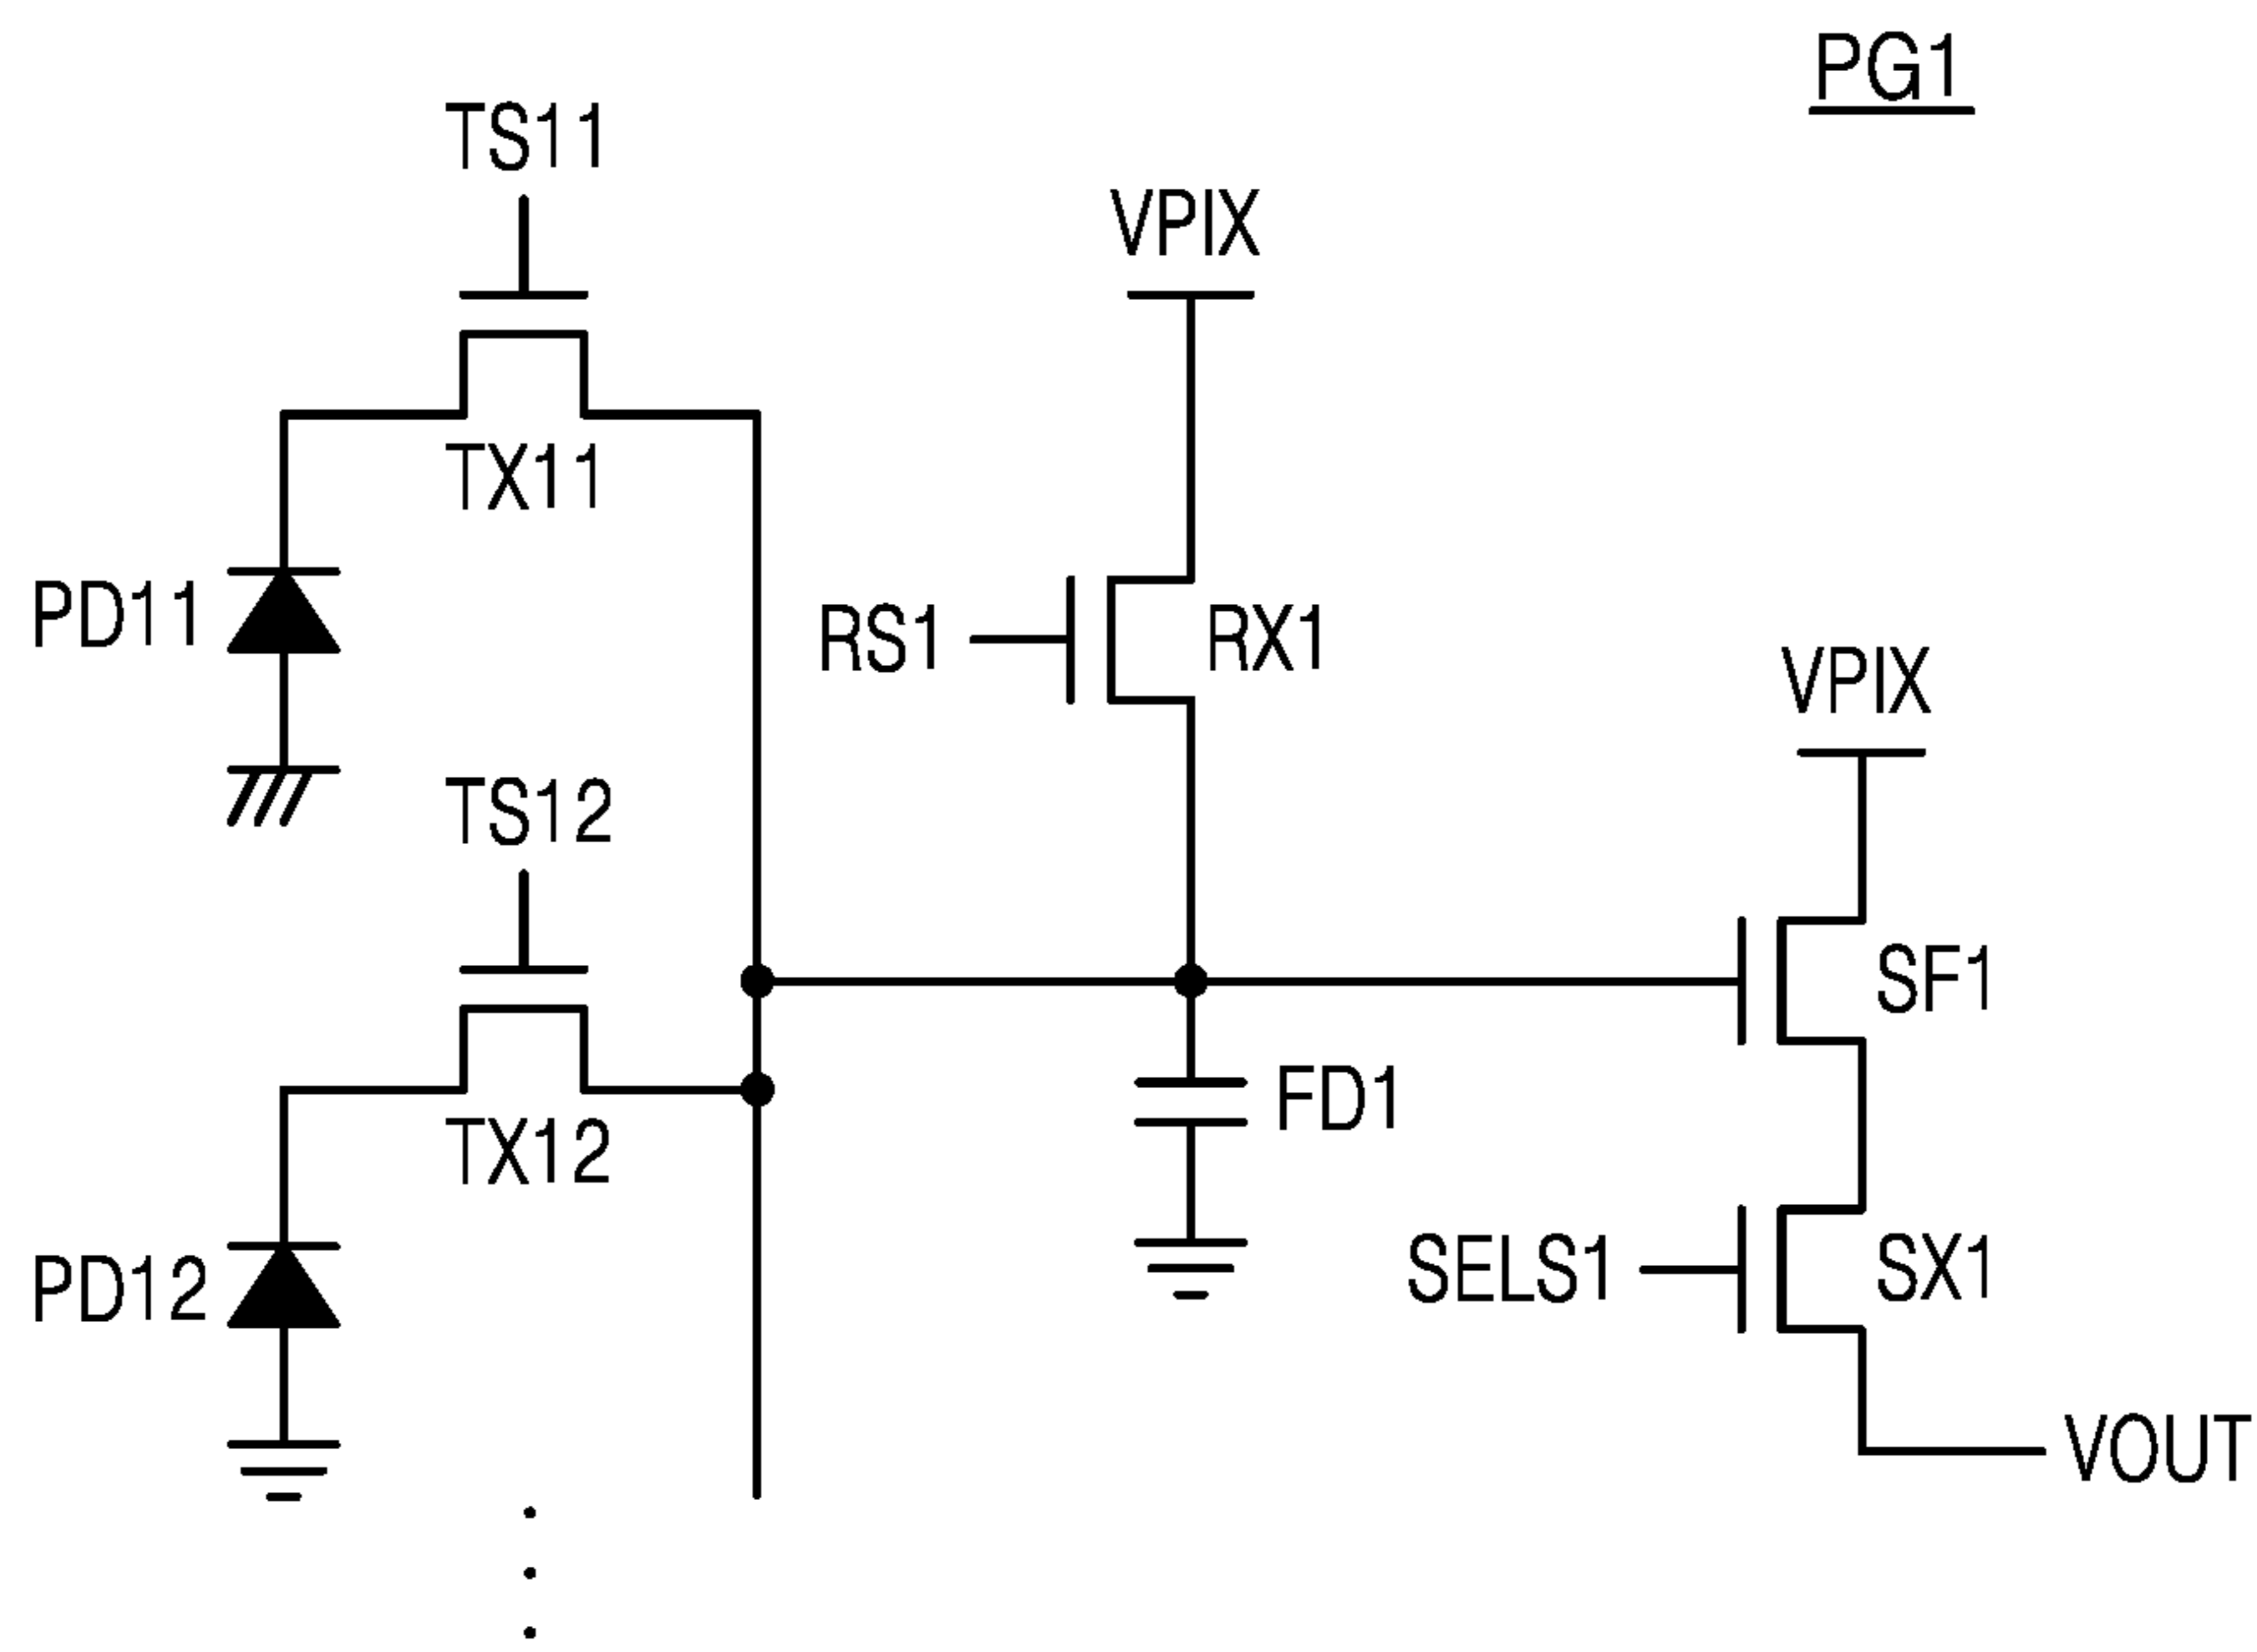 PG1
TS11
VPIX
TX11
PD11
RS1
RX1
VPIX
TS12
SF1
FD1
TX12
SELS1
SX1
PD12
VOUT